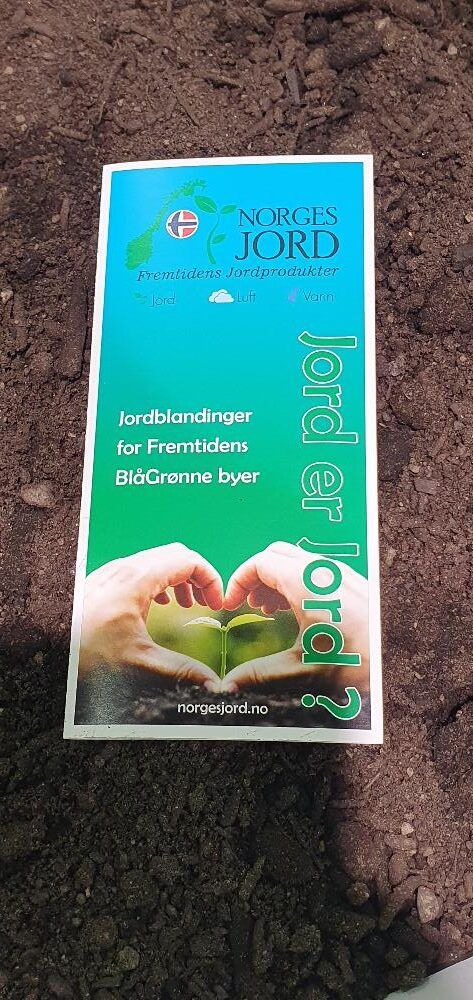 NORGES
JORD
Fremtidens Jordprodukter
Jord Luft Vann
Jord er Jord ?
Jordblandinger
for Fremtidens
BlåGrønne byer
norgesjord.no